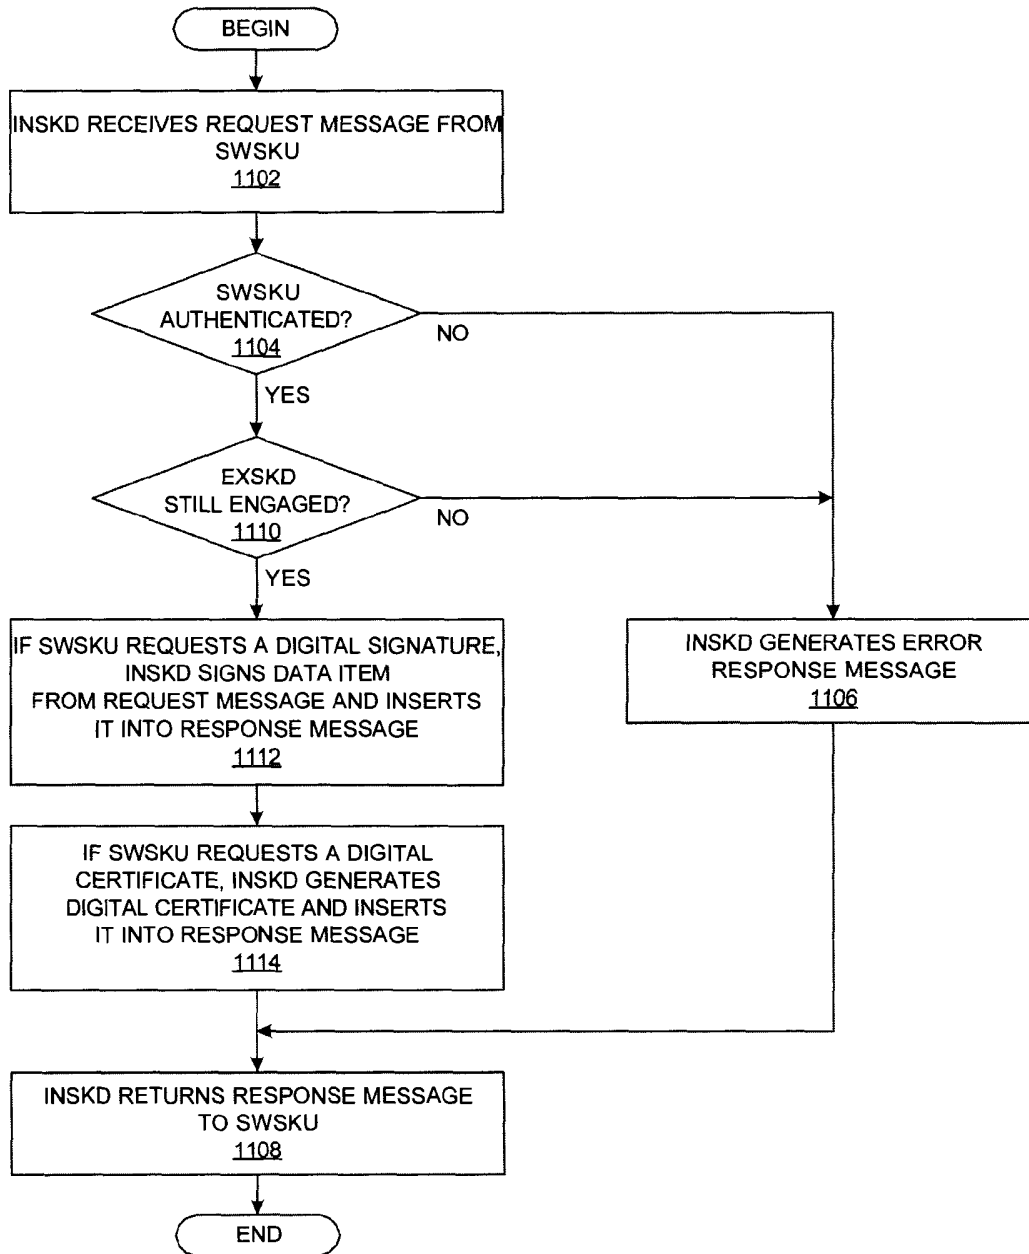 BEGIN
INSKD RECEIVES REQUEST MESSAGE FROM
SWSKU
1102
SWSKU
AUTHENTICATED?
1104
NO
YES
EXSKD
STILL ENGAGED?
1110
NO
YES
IF SWSKU REQUESTS A DIGITAL SIGNATURE,
INSKD SIGNS DATA ITEM
FROM REQUEST MESSAGE AND INSERTS
IT INTO RESPONSE MESSAGE
1112
INSKD GENERATES ERROR
RESPONSE MESSAGE
1106
IF SWSKU REQUESTS A DIGITAL
CERTIFICATE, INSKD GENERATES
DIGITAL CERTIFICATE AND INSERTS
IT INTO RESPONSE MESSAGE
1114
INSKD RETURNS RESPONSE MESSAGE
TO SWSKU
1108
END